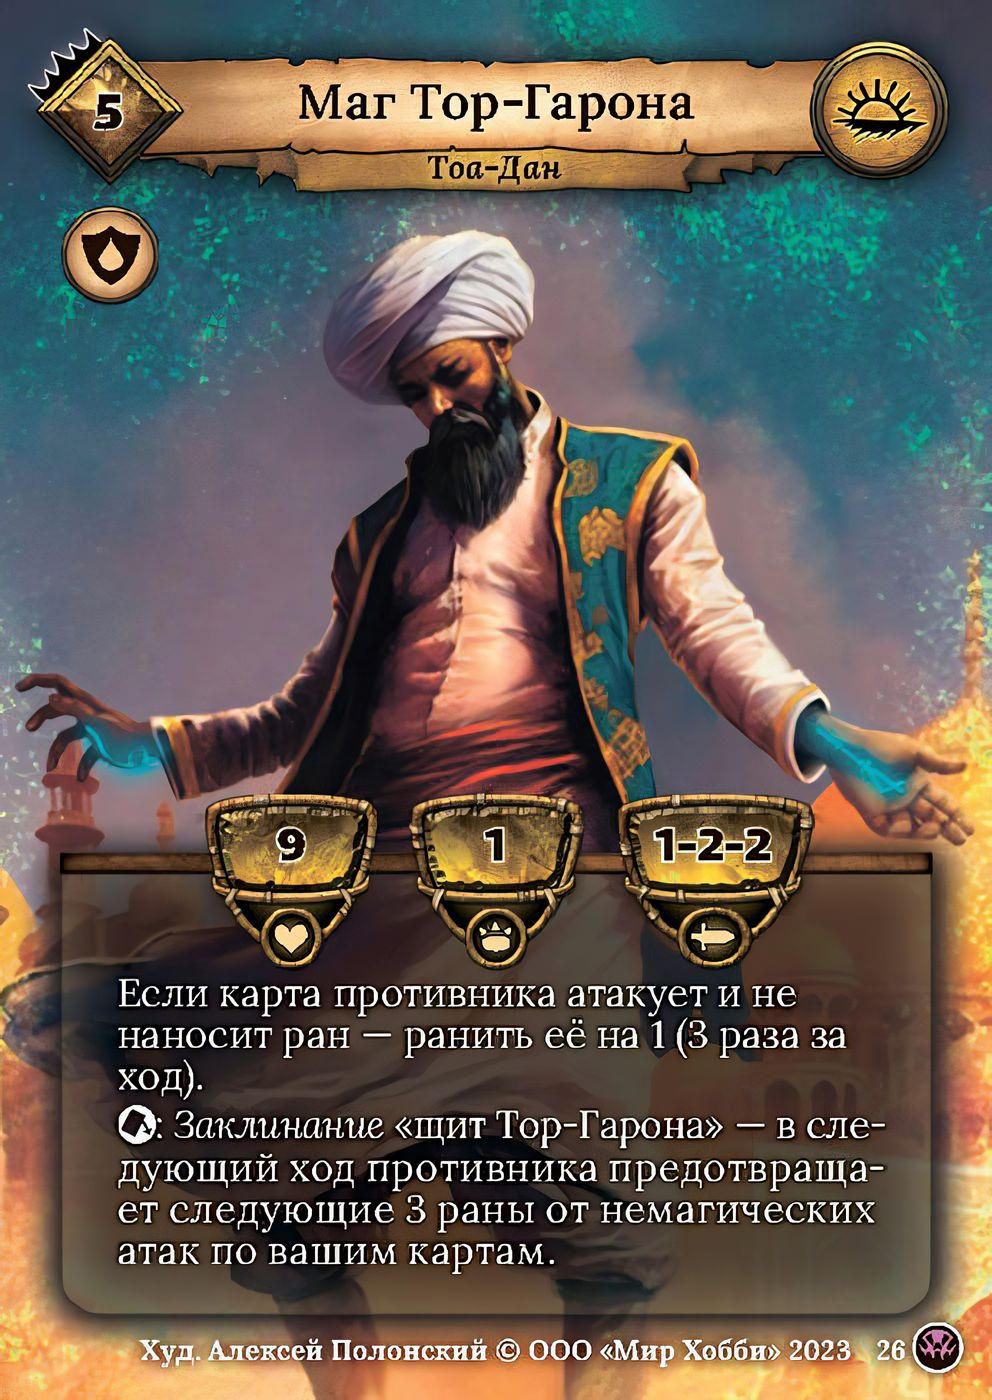 5
Маг Тор-Гарона
Тоа-Дан
9
1
1-2-2
Если карта противника атакует и не
наносит ран — ранить её на 1 (3 раза за
ход).
: Заклинание «щит Тор-Гарона» — в сле-
дующий ход противника предотвраща-
ет следующие 3 раны от немагических
атак по вашим картам.
Худ. Алексей Полонский © ООО «Мир Хобби» 2023 26